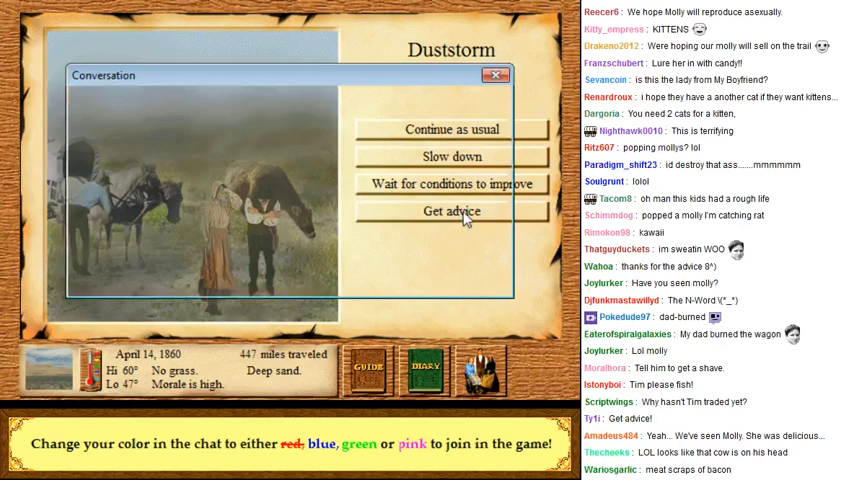 Duststorm
Conversation
Continue as usual
Slow down
Wait for conditions to improve
Get advice
April 14, 1860
447 miles traveled
Hi 60°
No grass.
Deep sand.
Lo 47°
Morale is high.
GUIDE
DIARY
Change your color in the chat to either red, blue, green or pink to join in the game!
Reecer6 : We hope Molly will reproduce asexually.
Kitty_empress : KITTENS
Drakeno2012 : Were hoping our molly will sell on the trail
Franzschubert : Lure her in with candy!!
Sevancoin : is this the lady from My Boyfriend?
Renardroux : i hope they have a another cat if they want kitens...
Dargoria : You need 2 cats for a kitten,
Nighthawk0010 : This is terrifying
Ritz607 : popping mollys? lol
Paradigm_shift23 : id destroy that ass.......mmmmmm
Soulgrunt : lolol
Tacom8 : oh man this kids had a rough life
Schimmdog : popped a molly I'm catching rat
Rimokon98 : kawaii
Thatguyduckets : im sweatin WOO
Wahoa : thanks for the advice 8^)
Joylurker : Have you seen molly?
Djfunkmastawillyd : The N-Word \(*_*)
Pokedude97 : dad-burned
Eaterofspiralgalaxies : My dad burned the wagon
Joylurker : Lol molly
Moralhora : Tell him to get a shave.
Istonyboi : Tim please fish!
Scriptwings : Why hasn't Tim traded yet?
Ty1i : Get advice!
Amadeus484 : Yeah... We've seen Molly. She was delicious...
Thecheeks : LOL looks like that cow is on his head
Wariosgarlic : meat scraps of bacon